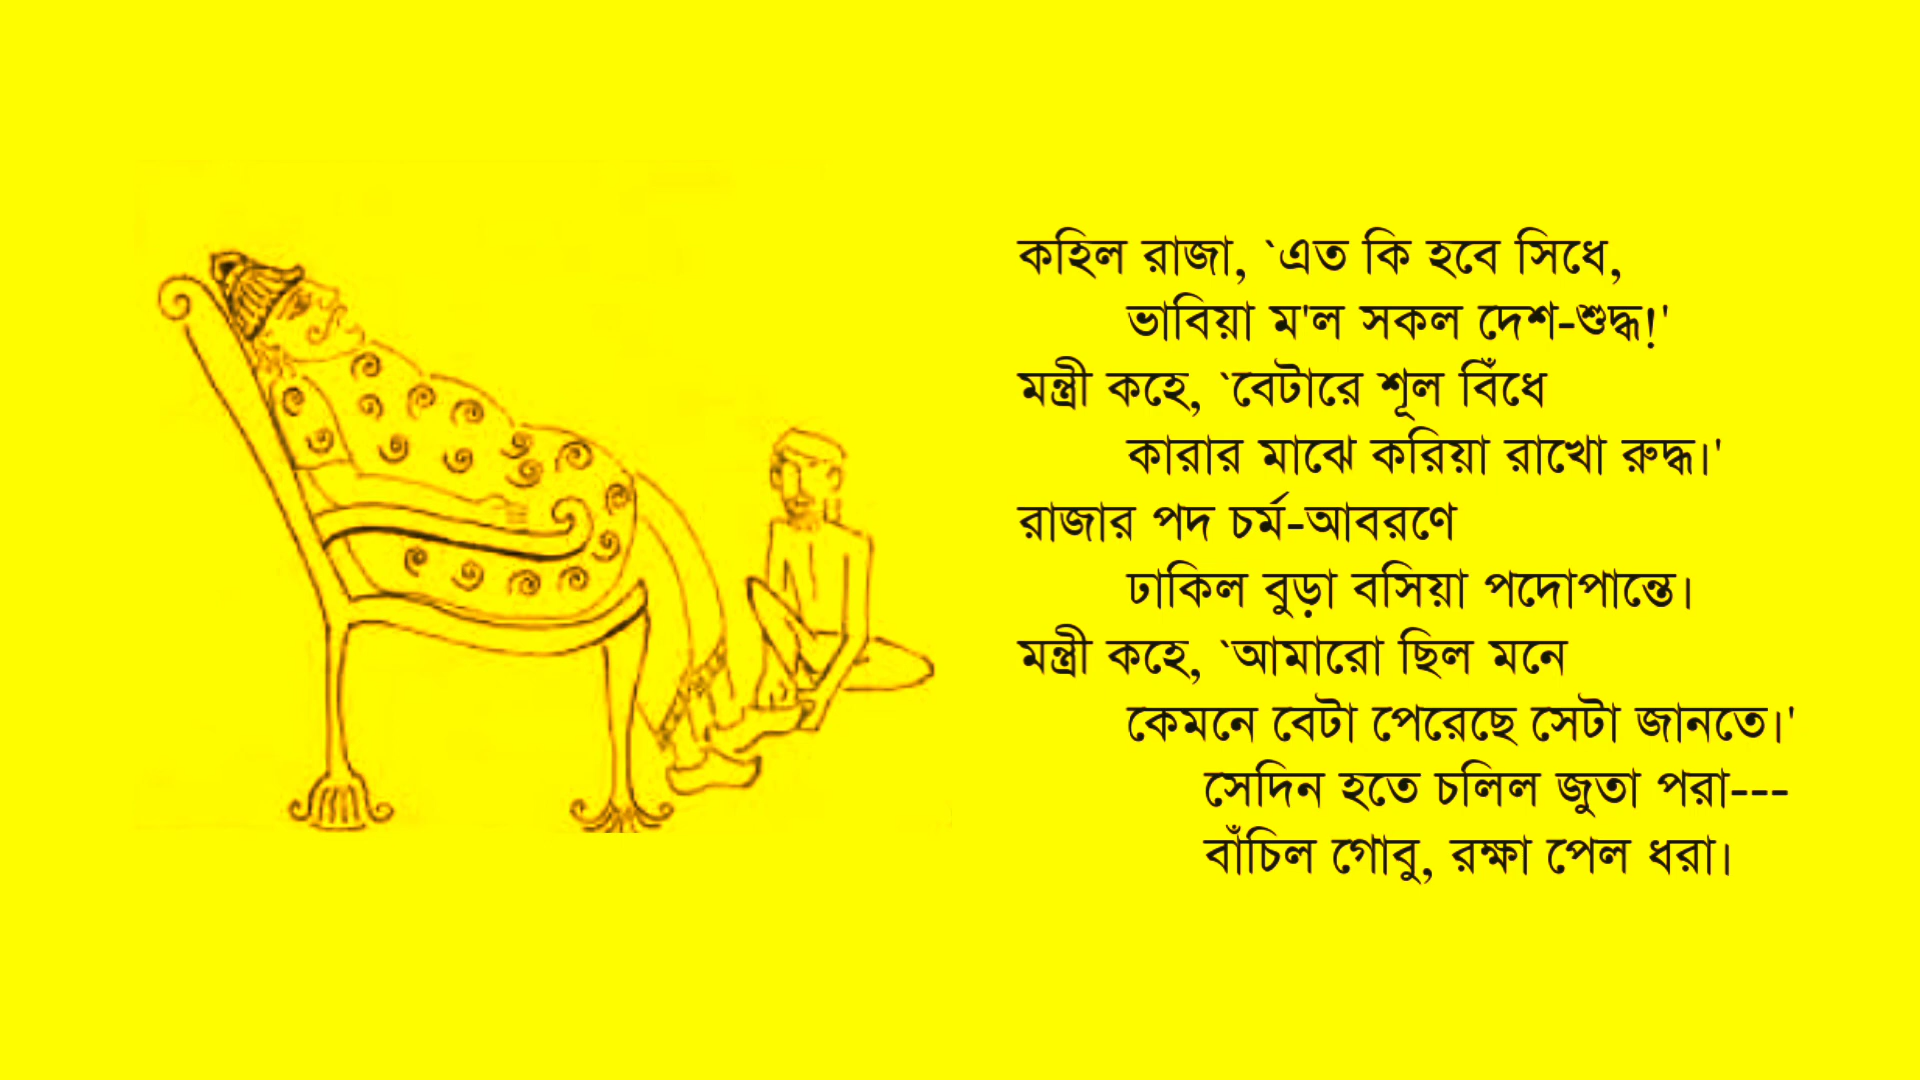 কহিল রাজা, `এত কি হবে সিধে,
ভাবিয়া ম'ল সকল দেশ-শুদ্ধ!'
মন্ত্রী কহে, `বেটারে শূল বিঁধে
কারার মাঝে করিয়া রাখো রুদ্ধ।'
রাজার পদ চর্ম-আবরণে
ঢাকিল বুড়া বসিয়া পদোপান্তে।
মন্ত্রী কহে, `আমারো ছিল মনে
কেমনে বেটা পেরেছে সেটা জানতে।'
সেদিন হতে চলিল জুতা পরা---
বাঁচিল গোবু, রক্ষা পেল ধরা।